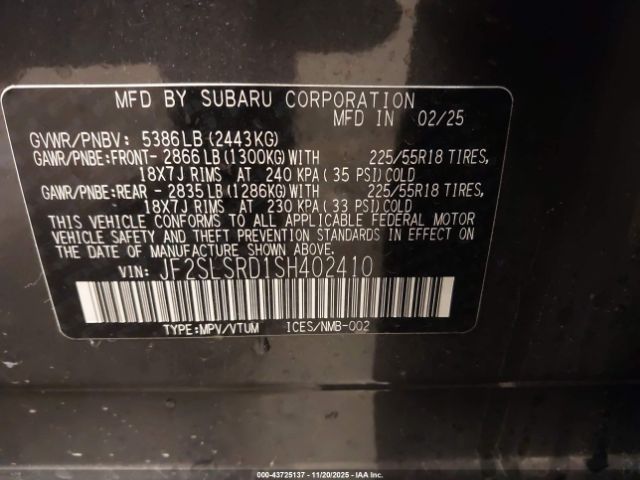 MFD BY SUBARU CORPORATION
MFD IN 02/25
GVWR/PNBV: 5386LB(2443KG)
GAWR/PNBE:FRONT- 2866LB(1300KG)WITH 225/55R18 TIRES,
18X7J RIMS AT 240 KPA( 35 PSI)COLD
GAWR/PNBE:REAR - 2835LB(1286KG)WITH 225/55R18 TIRES,
18X7J RIMS AT 230 KPA( 33 PSI)COLD
THIS VEHICLE CONFORMS TO ALL APPLICABLE FEDERAL MOTOR
VEHICLE SAFETY AND THEFT PREVENTION STANDARDS IN EFFECT ON
THE DATE OF MANUFACTURE SHOWN ABOVE.
VIN: JF2SLSRD1SH402410
TYPE:MPV/VTUM ICES/NMB-002
000-43725137 - 11/20/2025 - IAA Inc.